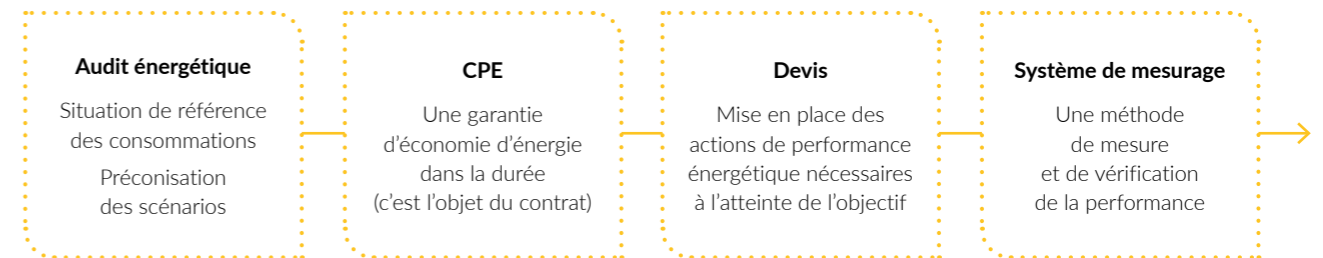 Audit énergétique
Situation de référence
des consommations
Préconisation
des scénarios
CPE
Une garantie
d’économie d’énergie
dans la durée
(c’est l’objet du contrat)
Devis
Mise en place des
actions de performance
énergétique nécessaires
à l’atteinte de l’objectif
Système de mesurage
Une méthode
de mesure
et de vérification
de la performance